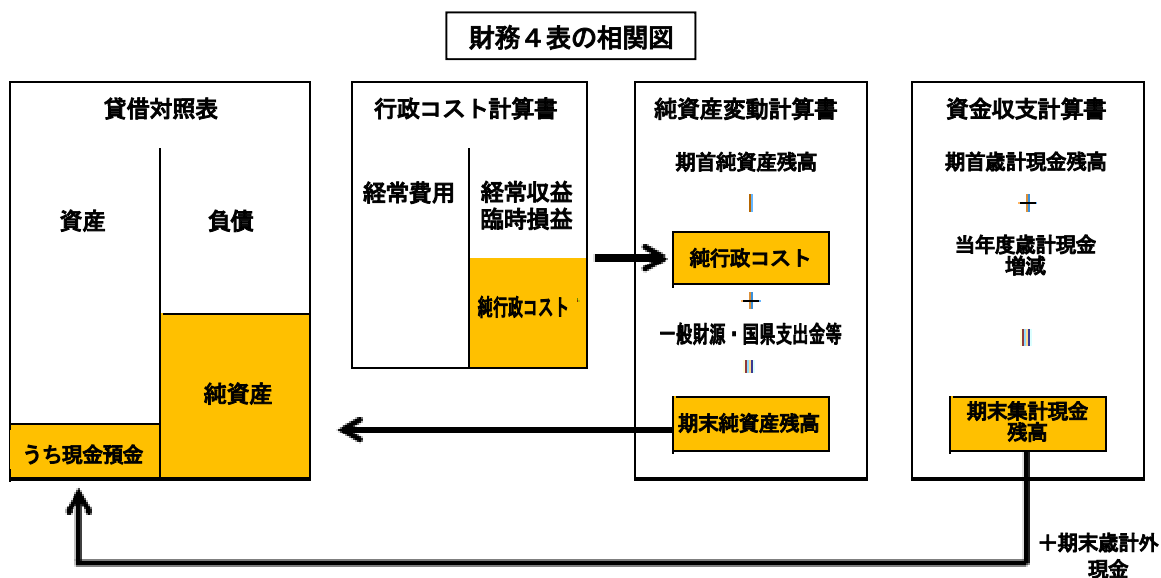 財務４表の相関図
貸借対照表
資産
負債
純資産
うち現金預金
行政コスト計算書
経常費用
経常収益
臨時損益
純行政コスト
純資産変動計算書
期首純資産残高
－
純行政コスト
＋
一般財源・国県支出金等
＝
期末純資産残高
資金収支計算書
期首歳計現金残高
＋
当年度歳計現金
増減
＝
期末集計現金
残高
＋期末歳計外
現金